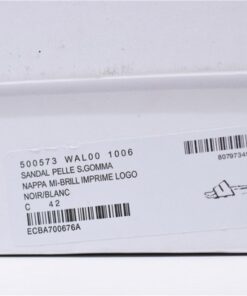 500573 WAL00 1006
SANDAL PELLE S.GOMMA
NAPPA MI-BRILL IMPRIME LOGO
NOIR/BLANC
C 42
ECBA700676A